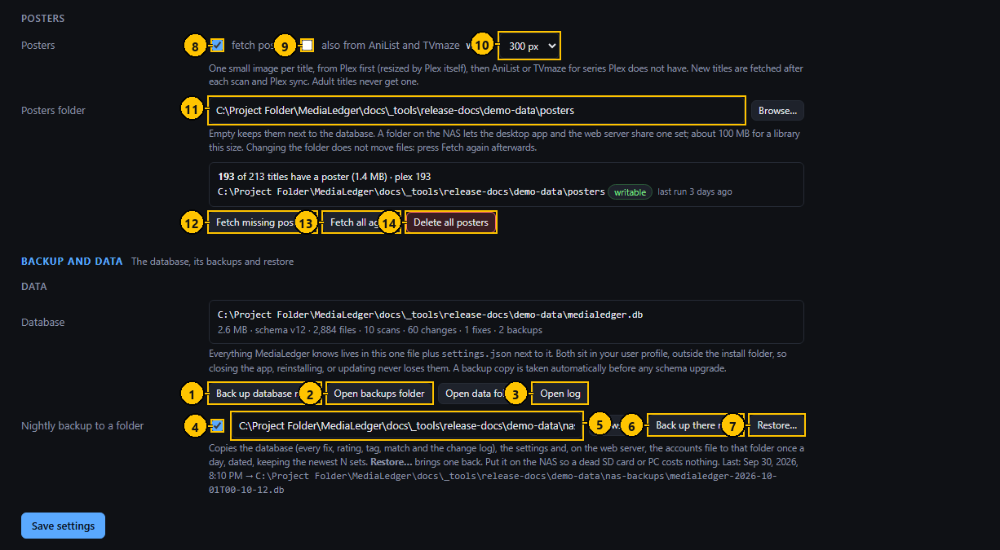 POSTERS
Posters
8
fetch
9
also from AniList and TVmaze
10
300 px
One small image per title, from Plex first (resized by Plex itself), then AniList or TVmaze for series Plex does not have. New titles are fetched after
each scan and Plex sync. Adult titles never get one.
Posters folder
11
C:\Project Folder\MediaLedger\docs\_tools\release-docs\demo-data\posters
Browse...
Empty keeps them next to the database. A folder on the NAS lets the desktop app and the web server share one set; about 100 MB for a library
this size. Changing the folder does not move files: press Fetch again afterwards.
193 of 213 titles have a poster (1.4 MB) · plex 193
C:\Project Folder\MediaLedger\docs\_tools\release-docs\demo-data\posters writable last run 3 days ago
12
Fetch missing
13
Fetch all
14
Delete all posters
BACKUP AND DATA The database, its backups and restore
DATA
Database
C:\Project Folder\MediaLedger\docs\_tools\release-docs\demo-data\medialedger.db
2.6 MB · schema v12 · 2,884 files · 10 scans · 60 changes · 1 fixes · 2 backups
Everything MediaLedger knows lives in this one file plus settings.json next to it. Both sit in your user profile, outside the install folder, so
closing the app, reinstalling, or updating never loses them. A backup copy is taken automatically before any schema upgrade.
1
Back up database
2
Open backups folder
Open data
3
Open log
Nightly backup to a folder
4
C:\Project Folder\MediaLedger\docs\_tools\release-docs\demo-data\nas
5
6
Back up there
7
Restore...
Copies the database (every fix, rating, tag, match and the change log), the settings and, on the web server, the accounts file to that folder once a
day, dated, keeping the newest N sets. Restore... brings one back. Put it on the NAS so a dead SD card or PC costs nothing. Last: Sep 30, 2026,
8:10 PM → C:\Project Folder\MediaLedger\docs\_tools\release-docs\demo-data\nas-backups\medialedger-2026-10-
01T00-10-12.db
Save settings